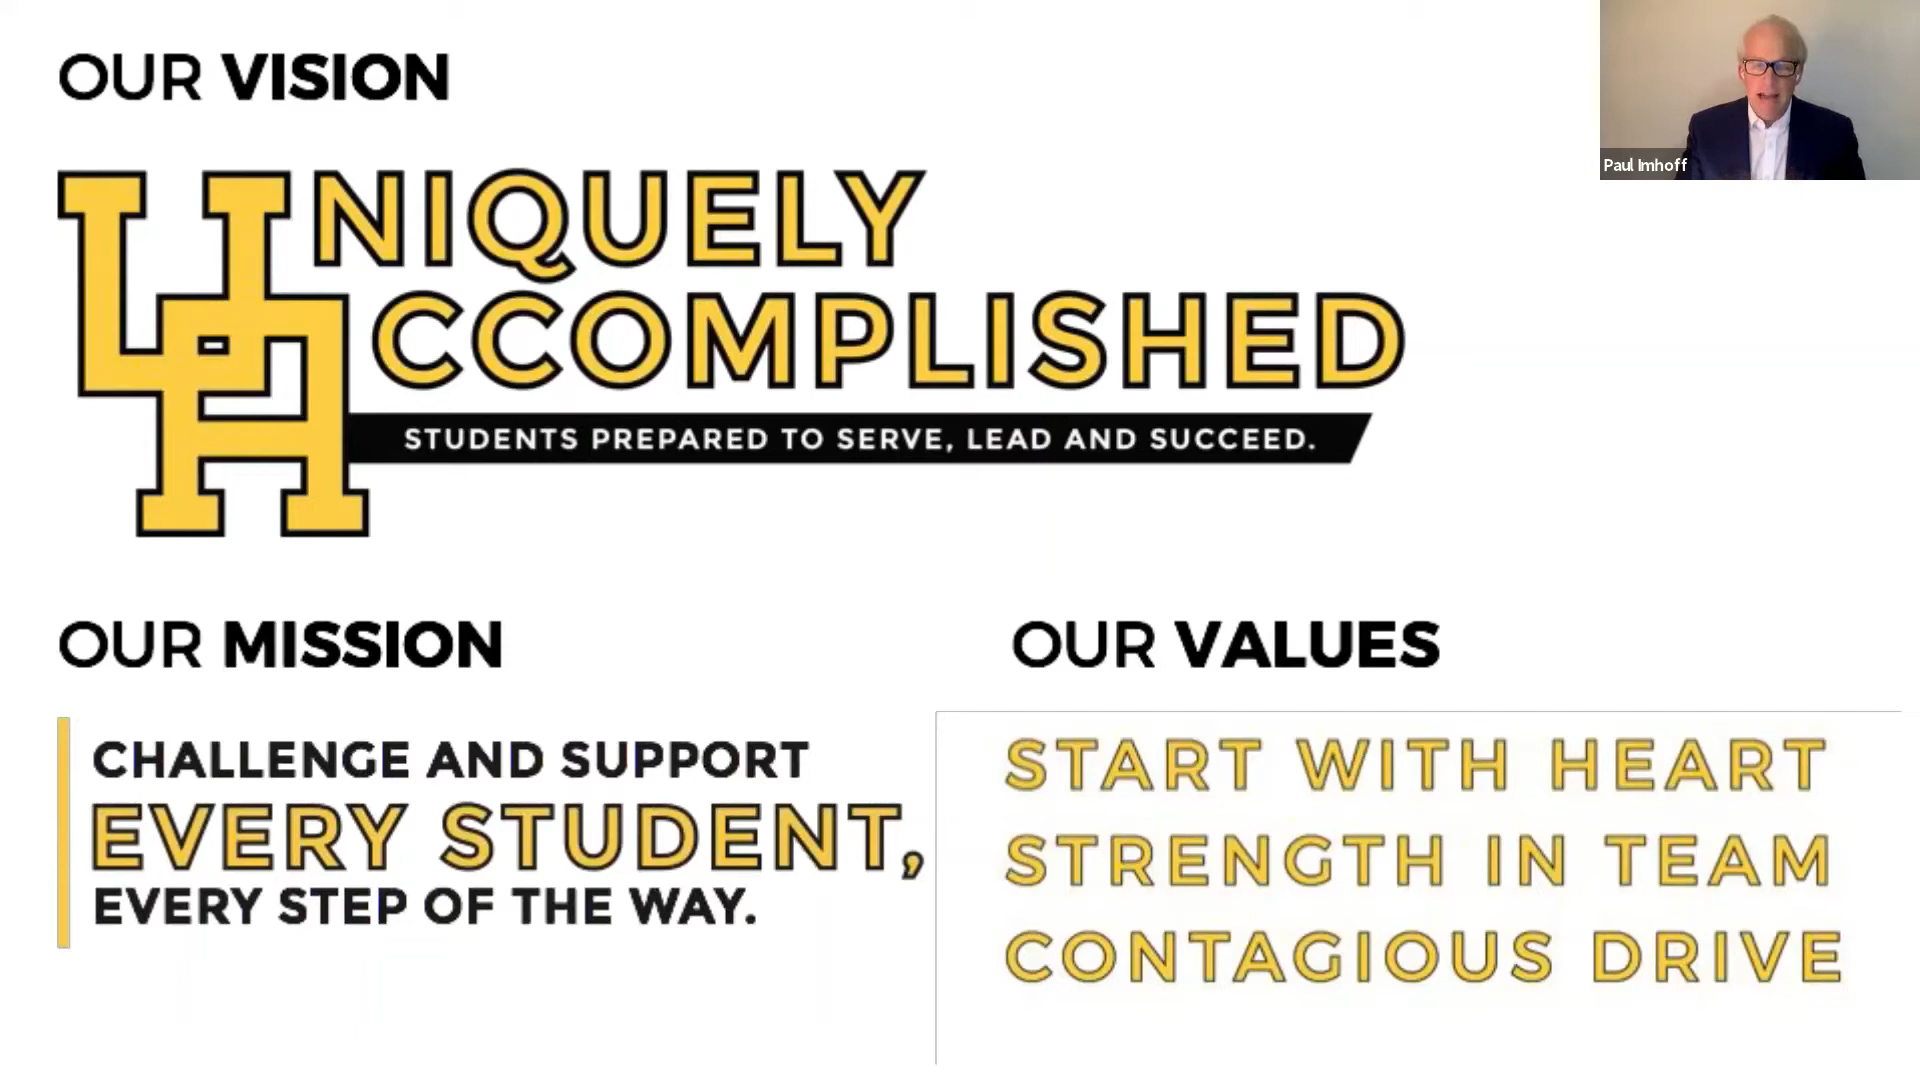 OUR VISION
Paul Imhoff
UNIQUELY
ACCOMPLISHED
STUDENTS PREPARED TO SERVE, LEAD AND SUCCEED.
OUR MISSION
CHALLENGE AND SUPPORT
EVERY STUDENT,
EVERY STEP OF THE WAY.
OUR VALUES
START WITH HEART
STRENGTH IN TEAM
CONTAGIOUS DRIVE